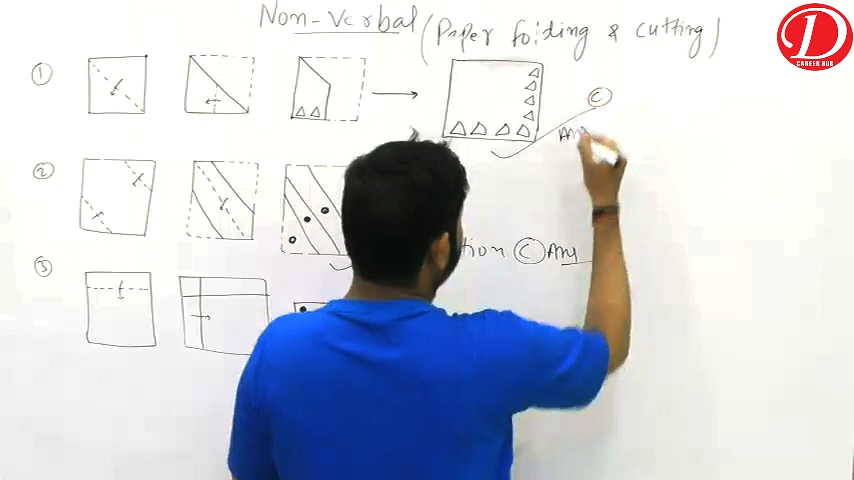 Non-Verbal (Paper folding & cutting)
D
CAREER HUB
①
Ⓒ
Ans
②
tion Ⓒ Ans
③